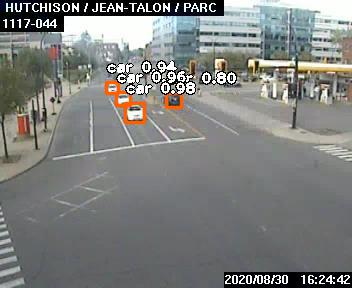 HUTCHISON / JEAN-TALON / PARC
1117-044
car 0.94
car 0.96r 0.80
car 0.98
2020/08/30 16:24:42